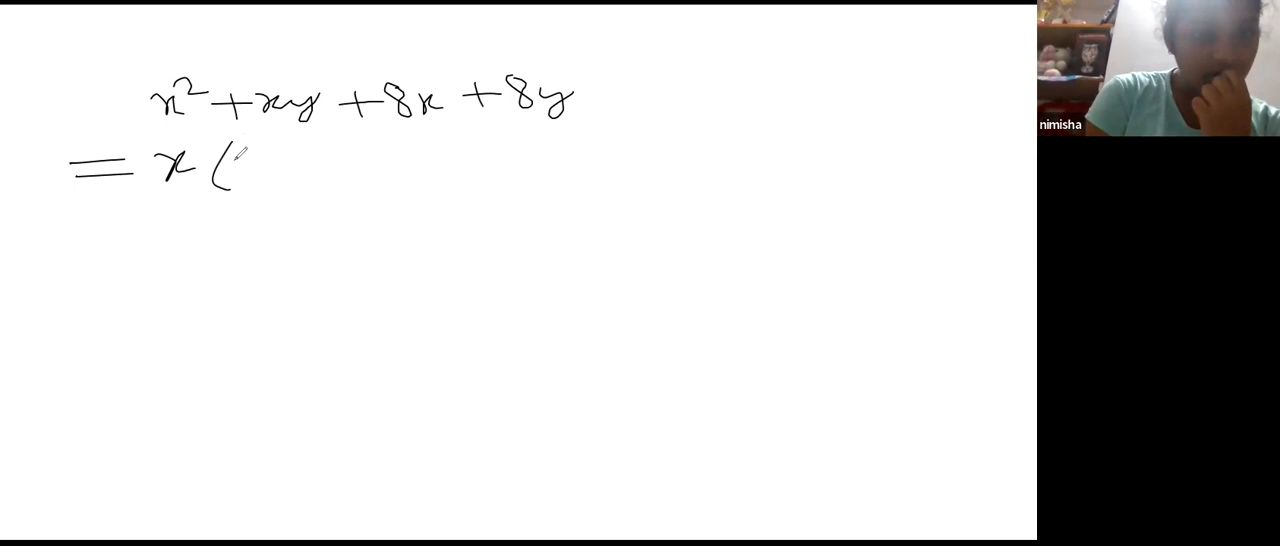 x² + xy + 8x + 8y
= x (
nimisha